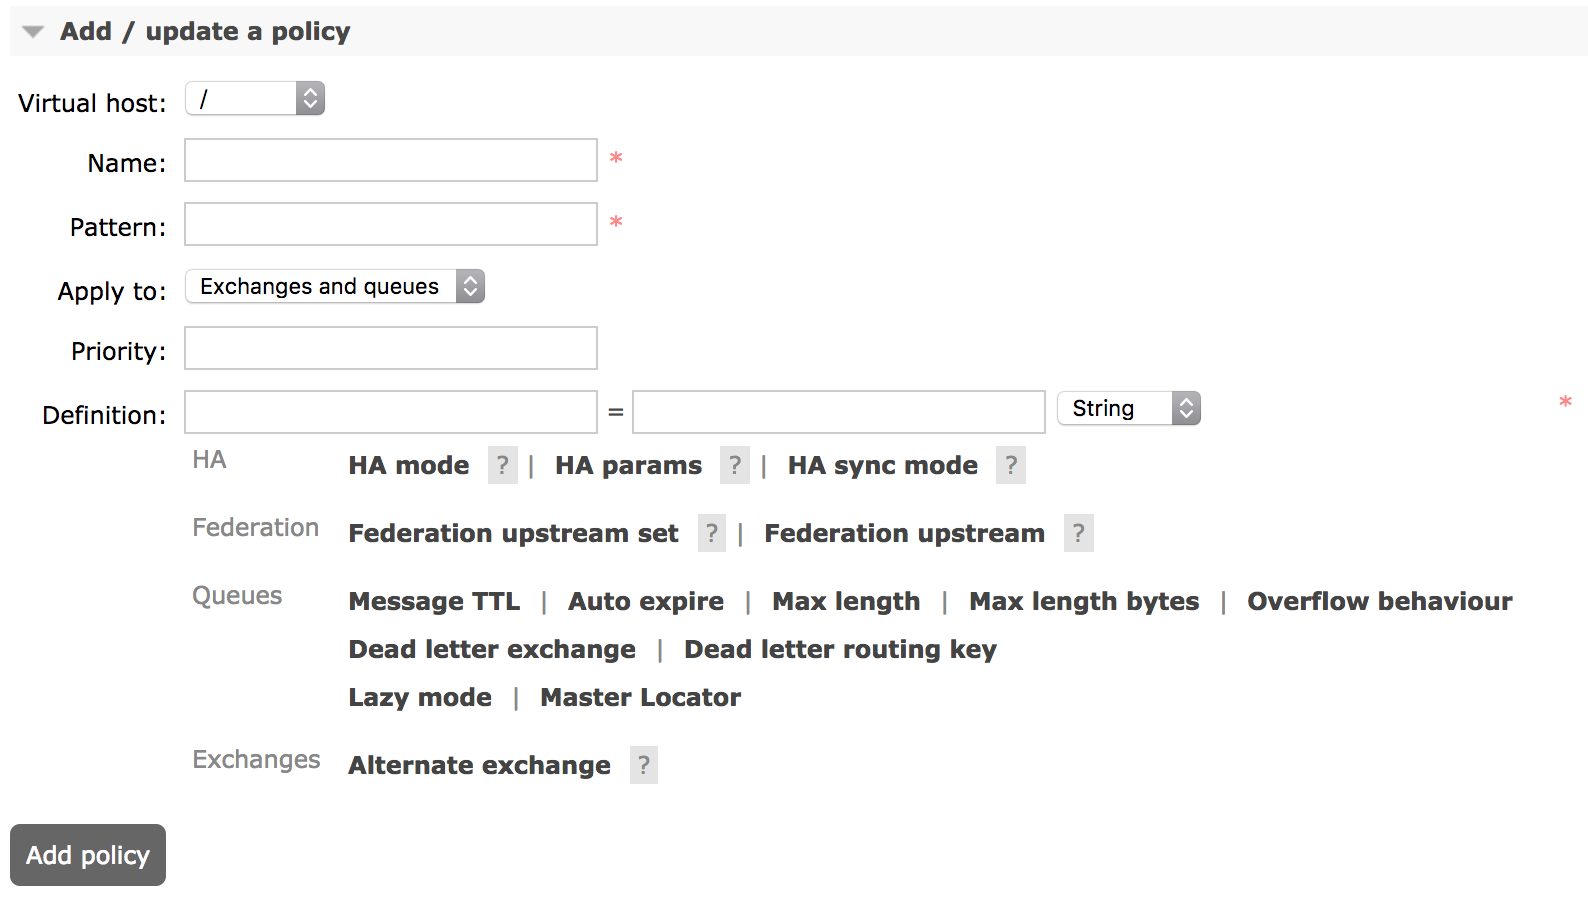 Add / update a policy
Virtual host: /
Name: *
Pattern: *
Apply to: Exchanges and queues
Priority:
Definition: = String *
HA HA mode ? | HA params ? | HA sync mode ?
Federation Federation upstream set ? | Federation upstream ?
Queues Message TTL | Auto expire | Max length | Max length bytes | Overflow behaviour
Dead letter exchange | Dead letter routing key
Lazy mode | Master Locator
Exchanges Alternate exchange ?
Add policy